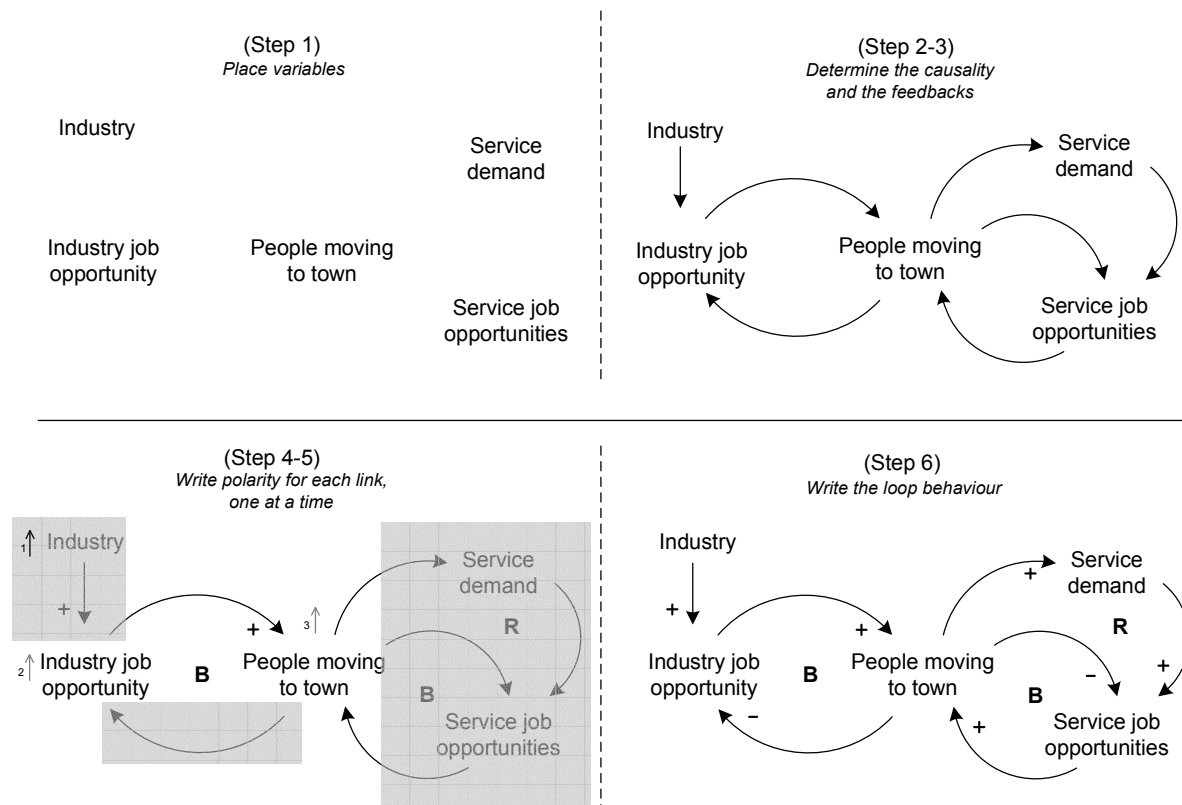 (Step 1)
Place variables
Industry
Service
demand
Industry job
opportunity
People moving
to town
Service job
opportunities
(Step 2-3)
Determine the causality
and the feedbacks
Industry
Service
demand
Industry job
opportunity
People moving
to town
Service job
opportunities
(Step 4-5)
Write polarity for each link,
one at a time
1
Industry
+
Service
demand
+
3
R
2
Industry job
opportunity
B
People moving
to town
B
Service job
opportunities
(Step 6)
Write the loop behaviour
Industry
Service
demand
+
+
+
R
Industry job
opportunity
B
People moving
to town
+
–
B
–
+
Service job
opportunities